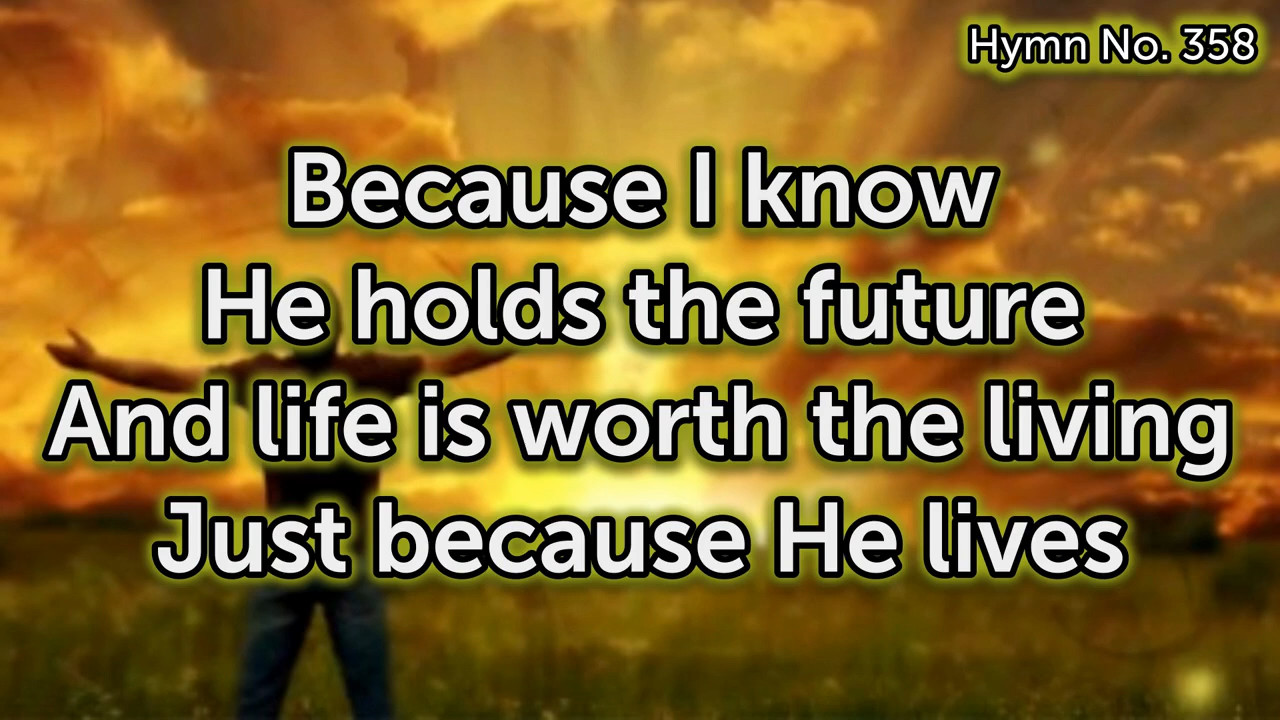 Hymn No. 358
Because I know
He holds the future
And life is worth the living
Just because He lives